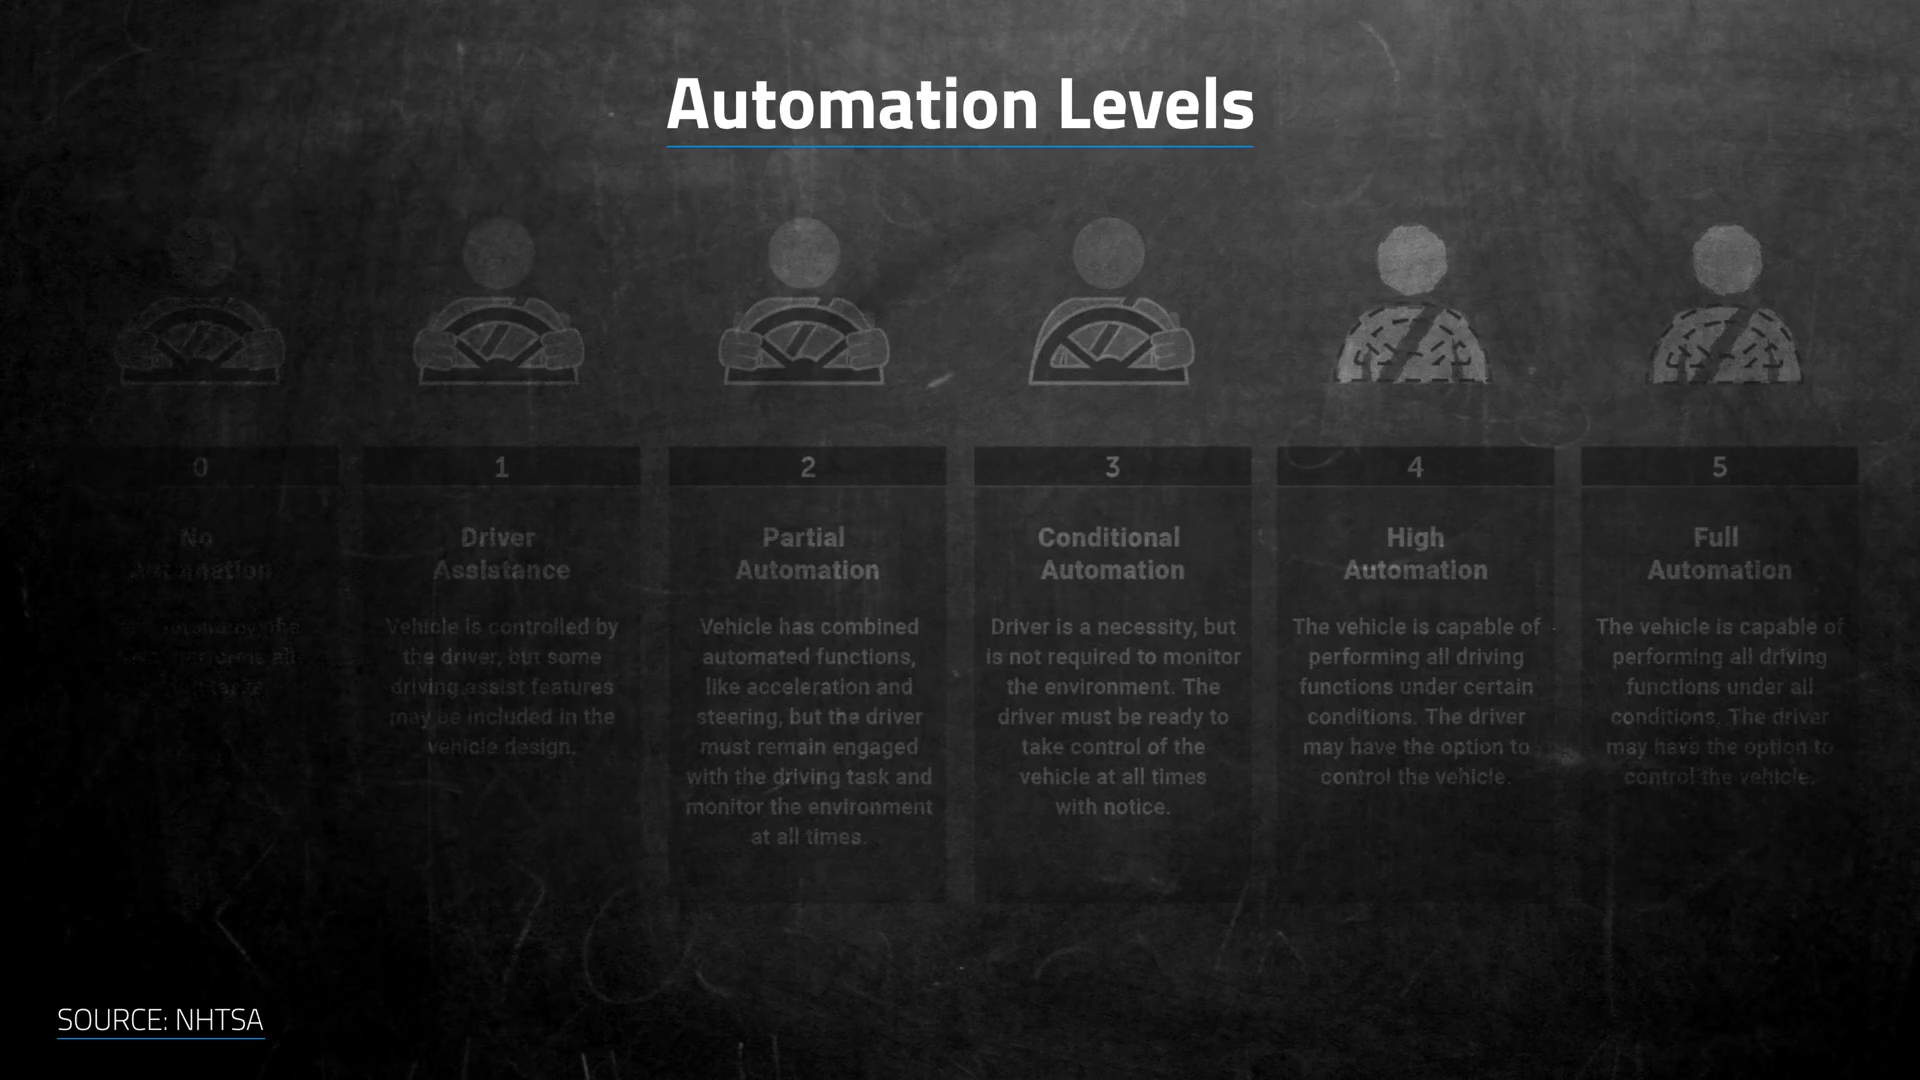 Automation Levels
0
No
Automation
all
1
Driver
Assistance
Vehicle is controlled by
the driver, but some
driving assist features
may be included in the
vehicle design.
2
Partial
Automation
Vehicle has combined
automated functions,
like acceleration and
steering, but the driver
must remain engaged
with the driving task and
monitor the environment
at all times.
3
Conditional
Automation
Driver is a necessity, but
is not required to monitor
the environment. The
driver must be ready to
take control of the
vehicle at all times
with notice.
4
High
Automation
The vehicle is capable of
performing all driving
functions under certain
conditions. The driver
may have the option to
control the vehicle.
5
Full
Automation
The vehicle is capable of
performing all driving
functions under all
conditions. The driver
may have the option to
control the vehicle.
SOURCE: NHTSA